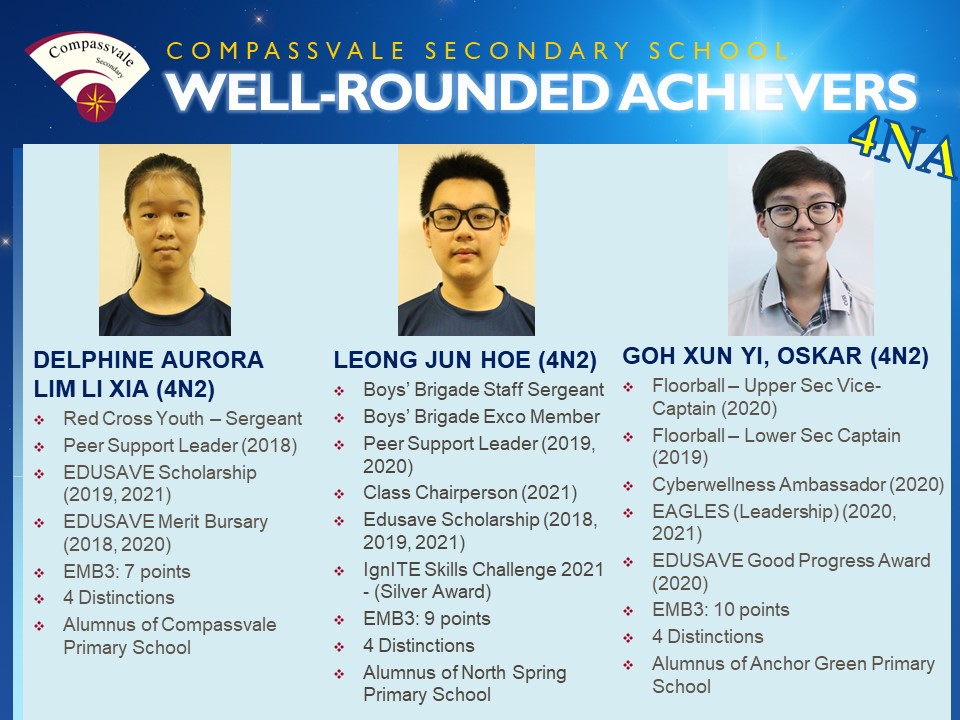 Compassvale
Secondary
COMPASSVALE SECONDARY SCHOOL
WELL-ROUNDED ACHIEVERS
4NA
DELPHINE AURORA
LIM LI XIA (4N2)
❖ Red Cross Youth – Sergeant
❖ Peer Support Leader (2018)
❖ EDUSAVE Scholarship
(2019, 2021)
❖ EDUSAVE Merit Bursary
(2018, 2020)
❖ EMB3: 7 points
❖ 4 Distinctions
❖ Alumnus of Compassvale
Primary School
LEONG JUN HOE (4N2)
❖ Boys’ Brigade Staff Sergeant
❖ Boys’ Brigade Exco Member
❖ Peer Support Leader (2019,
2020)
❖ Class Chairperson (2021)
❖ Edusave Scholarship (2018,
2019, 2021)
❖ IgnITE Skills Challenge 2021
- (Silver Award)
❖ EMB3: 9 points
❖ 4 Distinctions
❖ Alumnus of North Spring
Primary School
GOH XUN YI, OSKAR (4N2)
❖ Floorball – Upper Sec Vice-
Captain (2020)
❖ Floorball – Lower Sec Captain
(2019)
❖ Cyberwellness Ambassador (2020)
❖ EAGLES (Leadership) (2020,
2021)
❖ EDUSAVE Good Progress Award
(2020)
❖ EMB3: 10 points
❖ 4 Distinctions
❖ Alumnus of Anchor Green Primary
School